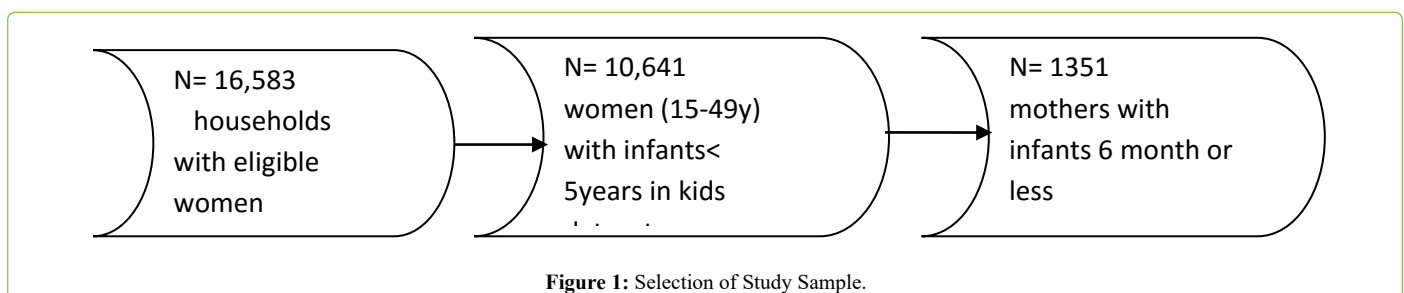 N= 16,583
households
with eligible
women
N= 10,641
women (15-49y)
with infants<
5years in kids
N= 1351
mothers with
infants 6 month or
less
Figure 1: Selection of Study Sample.